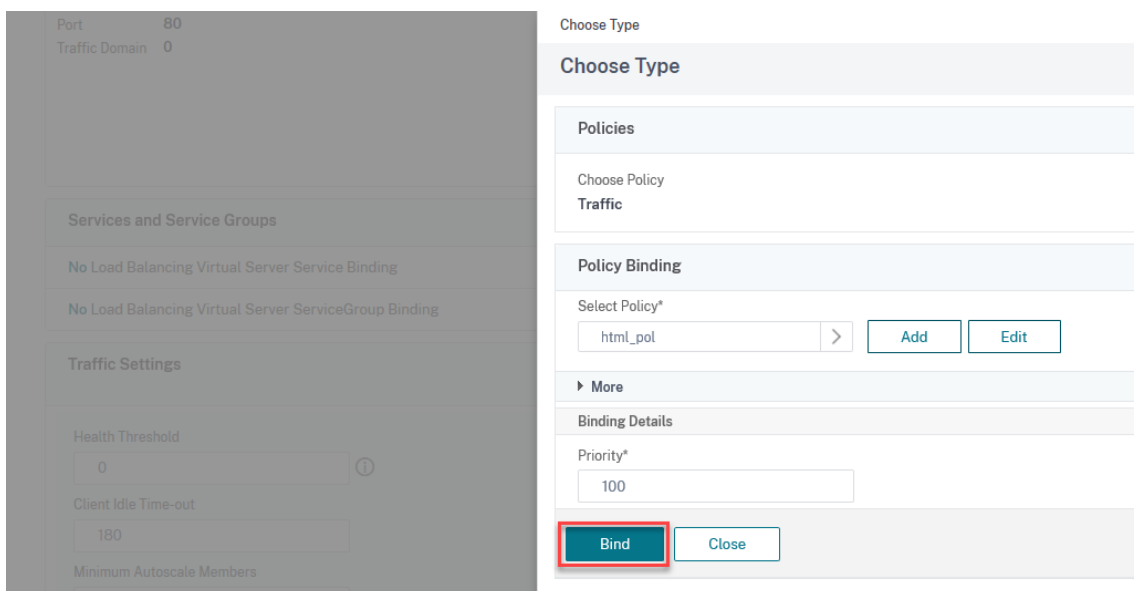 Port 80
Traffic Domain 0
Services and Service Groups
No Load Balancing Virtual Server Service Binding
No Load Balancing Virtual Server ServiceGroup Binding
Traffic Settings
Health Threshold
0
Client Idle Time-out
180
Minimum Autoscale Members
Choose Type
Choose Type
Policies
Choose Policy
Traffic
Policy Binding
Select Policy*
html_pol Add Edit
More
Binding Details
Priority*
100
Bind Close